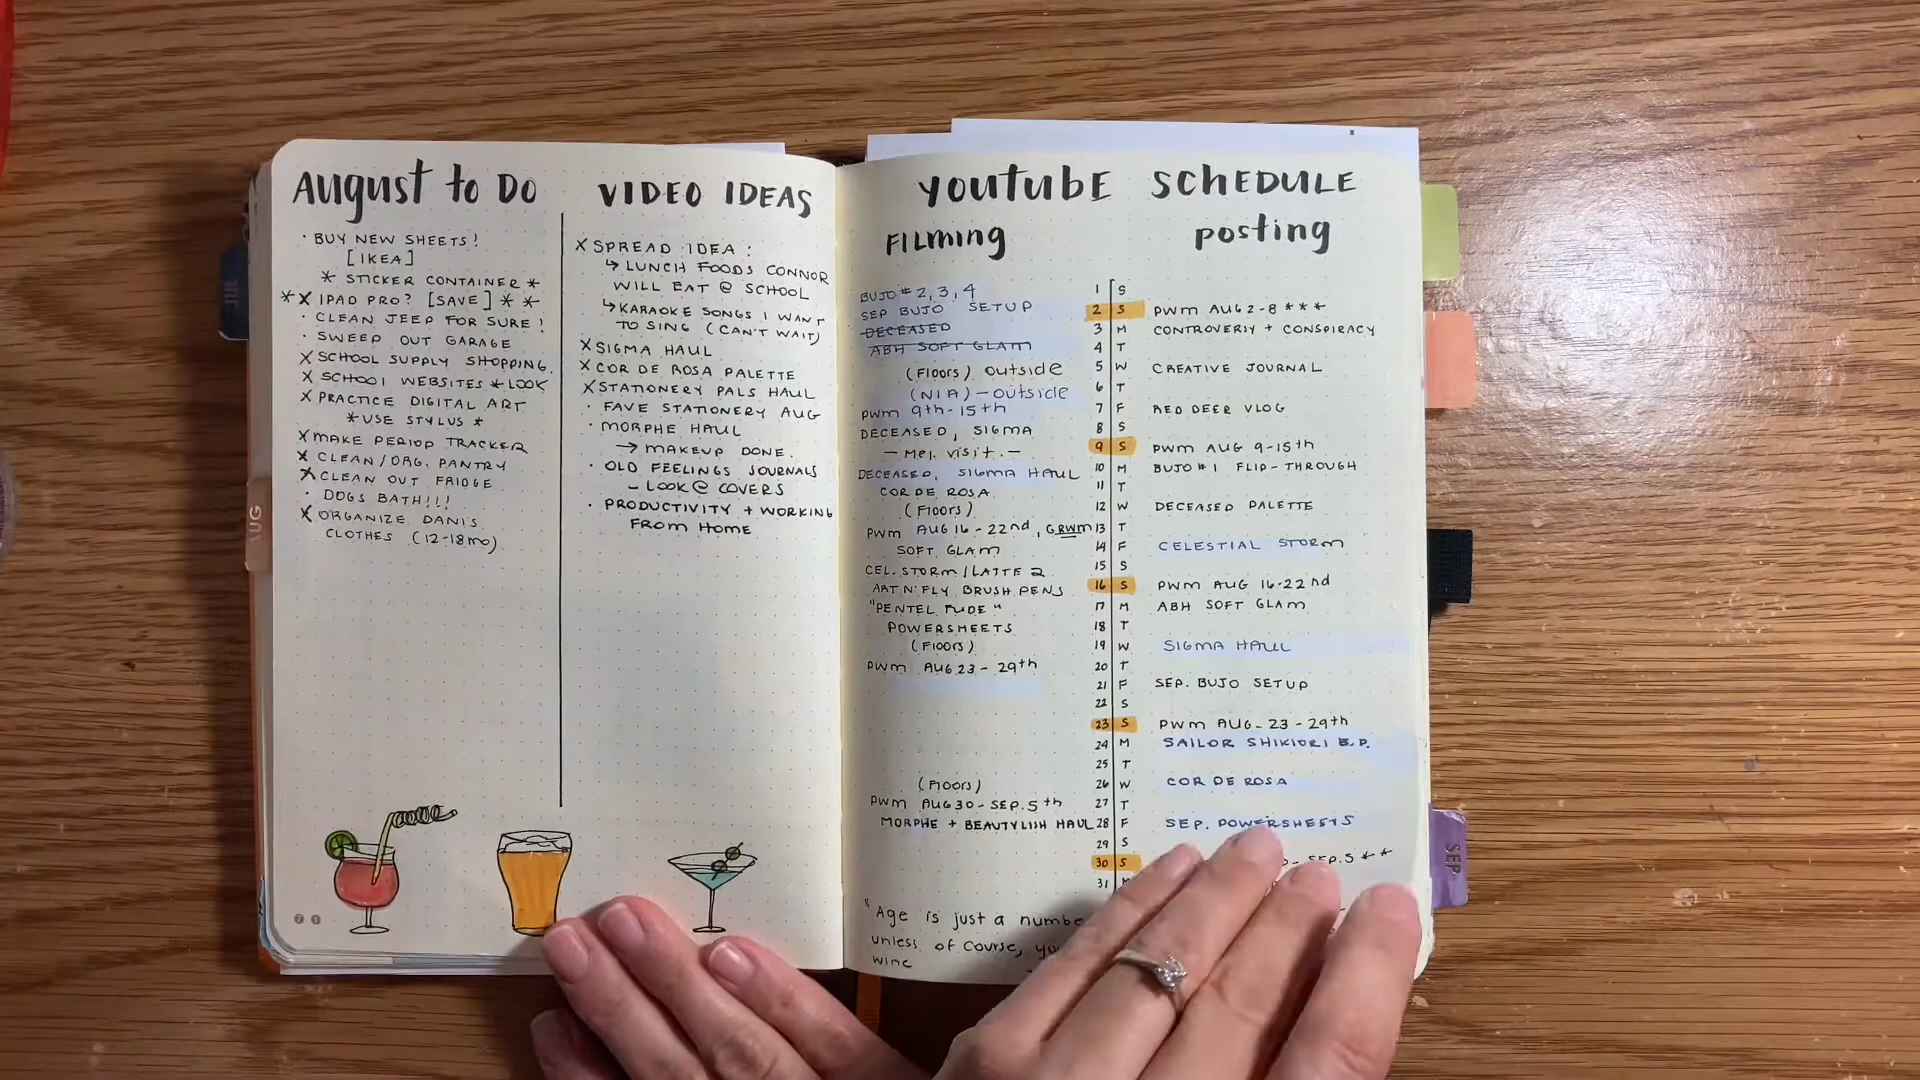 August to Do
· BUY NEW SHEETS!
[IKEA]
* STICKER CONTAINER *
*X IPAD PRO? [SAVE] * *
· CLEAN JEEP FOR SURE!
· SWEEP OUT GARAGE
X SCHOOL SUPPLY SHOPPING.
X SCHOOL WEBSITES * LOOK
X PRACTICE DIGITAL ART
*USE STYLUS *
X MAKE PERIOD TRACKER
X CLEAN/ORG. PANTRY
X CLEAN OUT FRIDGE
· DOGS BATH!!!
X ORGANIZE DANI'S
CLOTHES (12-18mo)
71
VIDEO IDEAS
X SPREAD IDEA:
↳ LUNCH FOODS CONNOR
WILL EAT @ SCHOOL
↳ KARAOKE SONGS I WANT
TO SING (CAN'T WAIT)
X SIGMA HAUL
X COR DE ROSA PALETTE
X STATIONERY PALS HAUL
· FAVE STATIONERY AUG
· MORPHE HAUL
→ MAKEUP DONE.
· OLD FEELINGS JOURNALS
- LOOK @ COVERS
· PRODUCTIVITY + WORKING
FROM HOME
YOUTUBE SCHEDULE
FILMING
posting
BUJO # 2, 3, 4
1 S
SEP BUJO SETUP
2 S PWM AUG 2-8 ***
DECEASED
3 M CONTROVERSY + CONSPIRACY
ABH SOFT GLAM
4 T
(FLOORS) outside
5 W CREATIVE JOURNAL
(NIA) - outside
6 T
PWM 9th-15th
7 F RED DEER VLOG
DECEASED, SIGMA
8 S
- Mel. visit. -
9 S PWM AUG 9-15th
DECEASED, SIGMA HAUL
10 M BUJO #1 FLIP-THROUGH
COR DE ROSA
11 T
(FLOORS)
12 W DECEASED PALETTE
PWM AUG 16-22nd, GRWM
13 T
SOFT GLAM
14 F CELESTIAL STORM
CEL. STORM/LATTE 2
15 S
ART N' FLY BRUSH PENS
16 S PWM AUG 16-22nd
"PENTEL FUDE"
17 M ABH SOFT GLAM
POWERSHEETS
18 T
(FLOORS)
19 W SIGMA HAUL
PWM AUG 23-29th
20 T
21 F SEP. BUJO SETUP
22 S
23 S PWM AUG-23-29th
24 M SAILOR SHIKIORI B.P.
25 T
(FLOORS)
26 W COR DE ROSA
PWM AUG 30-SEP.5th
27 T
MORPHE + BEAUTYLISH HAUL
28 F SEP. POWERSHEETS
29 S
30 S - SEP.5 **
31 M
"Age is just a numbe
unless of course, yo
wine
JUL
AUG
SEP